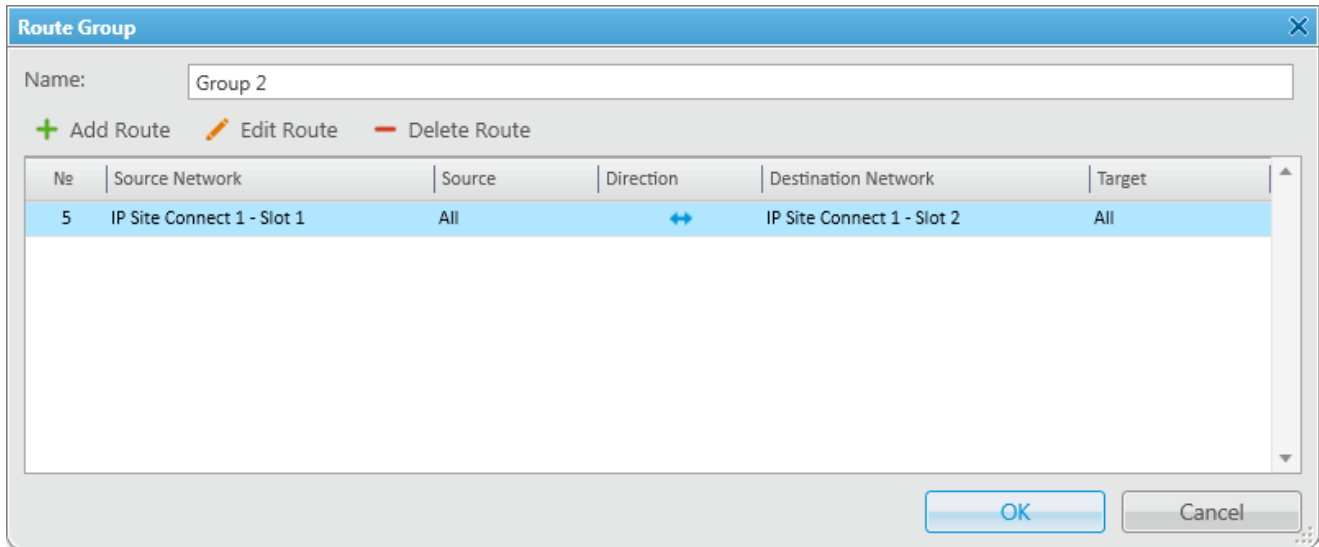 Route Group
Name: Group 2
Add Route Edit Route Delete Route
№ Source Network Source Direction Destination Network Target
5 IP Site Connect 1 - Slot 1 All IP Site Connect 1 - Slot 2 All
OK Cancel